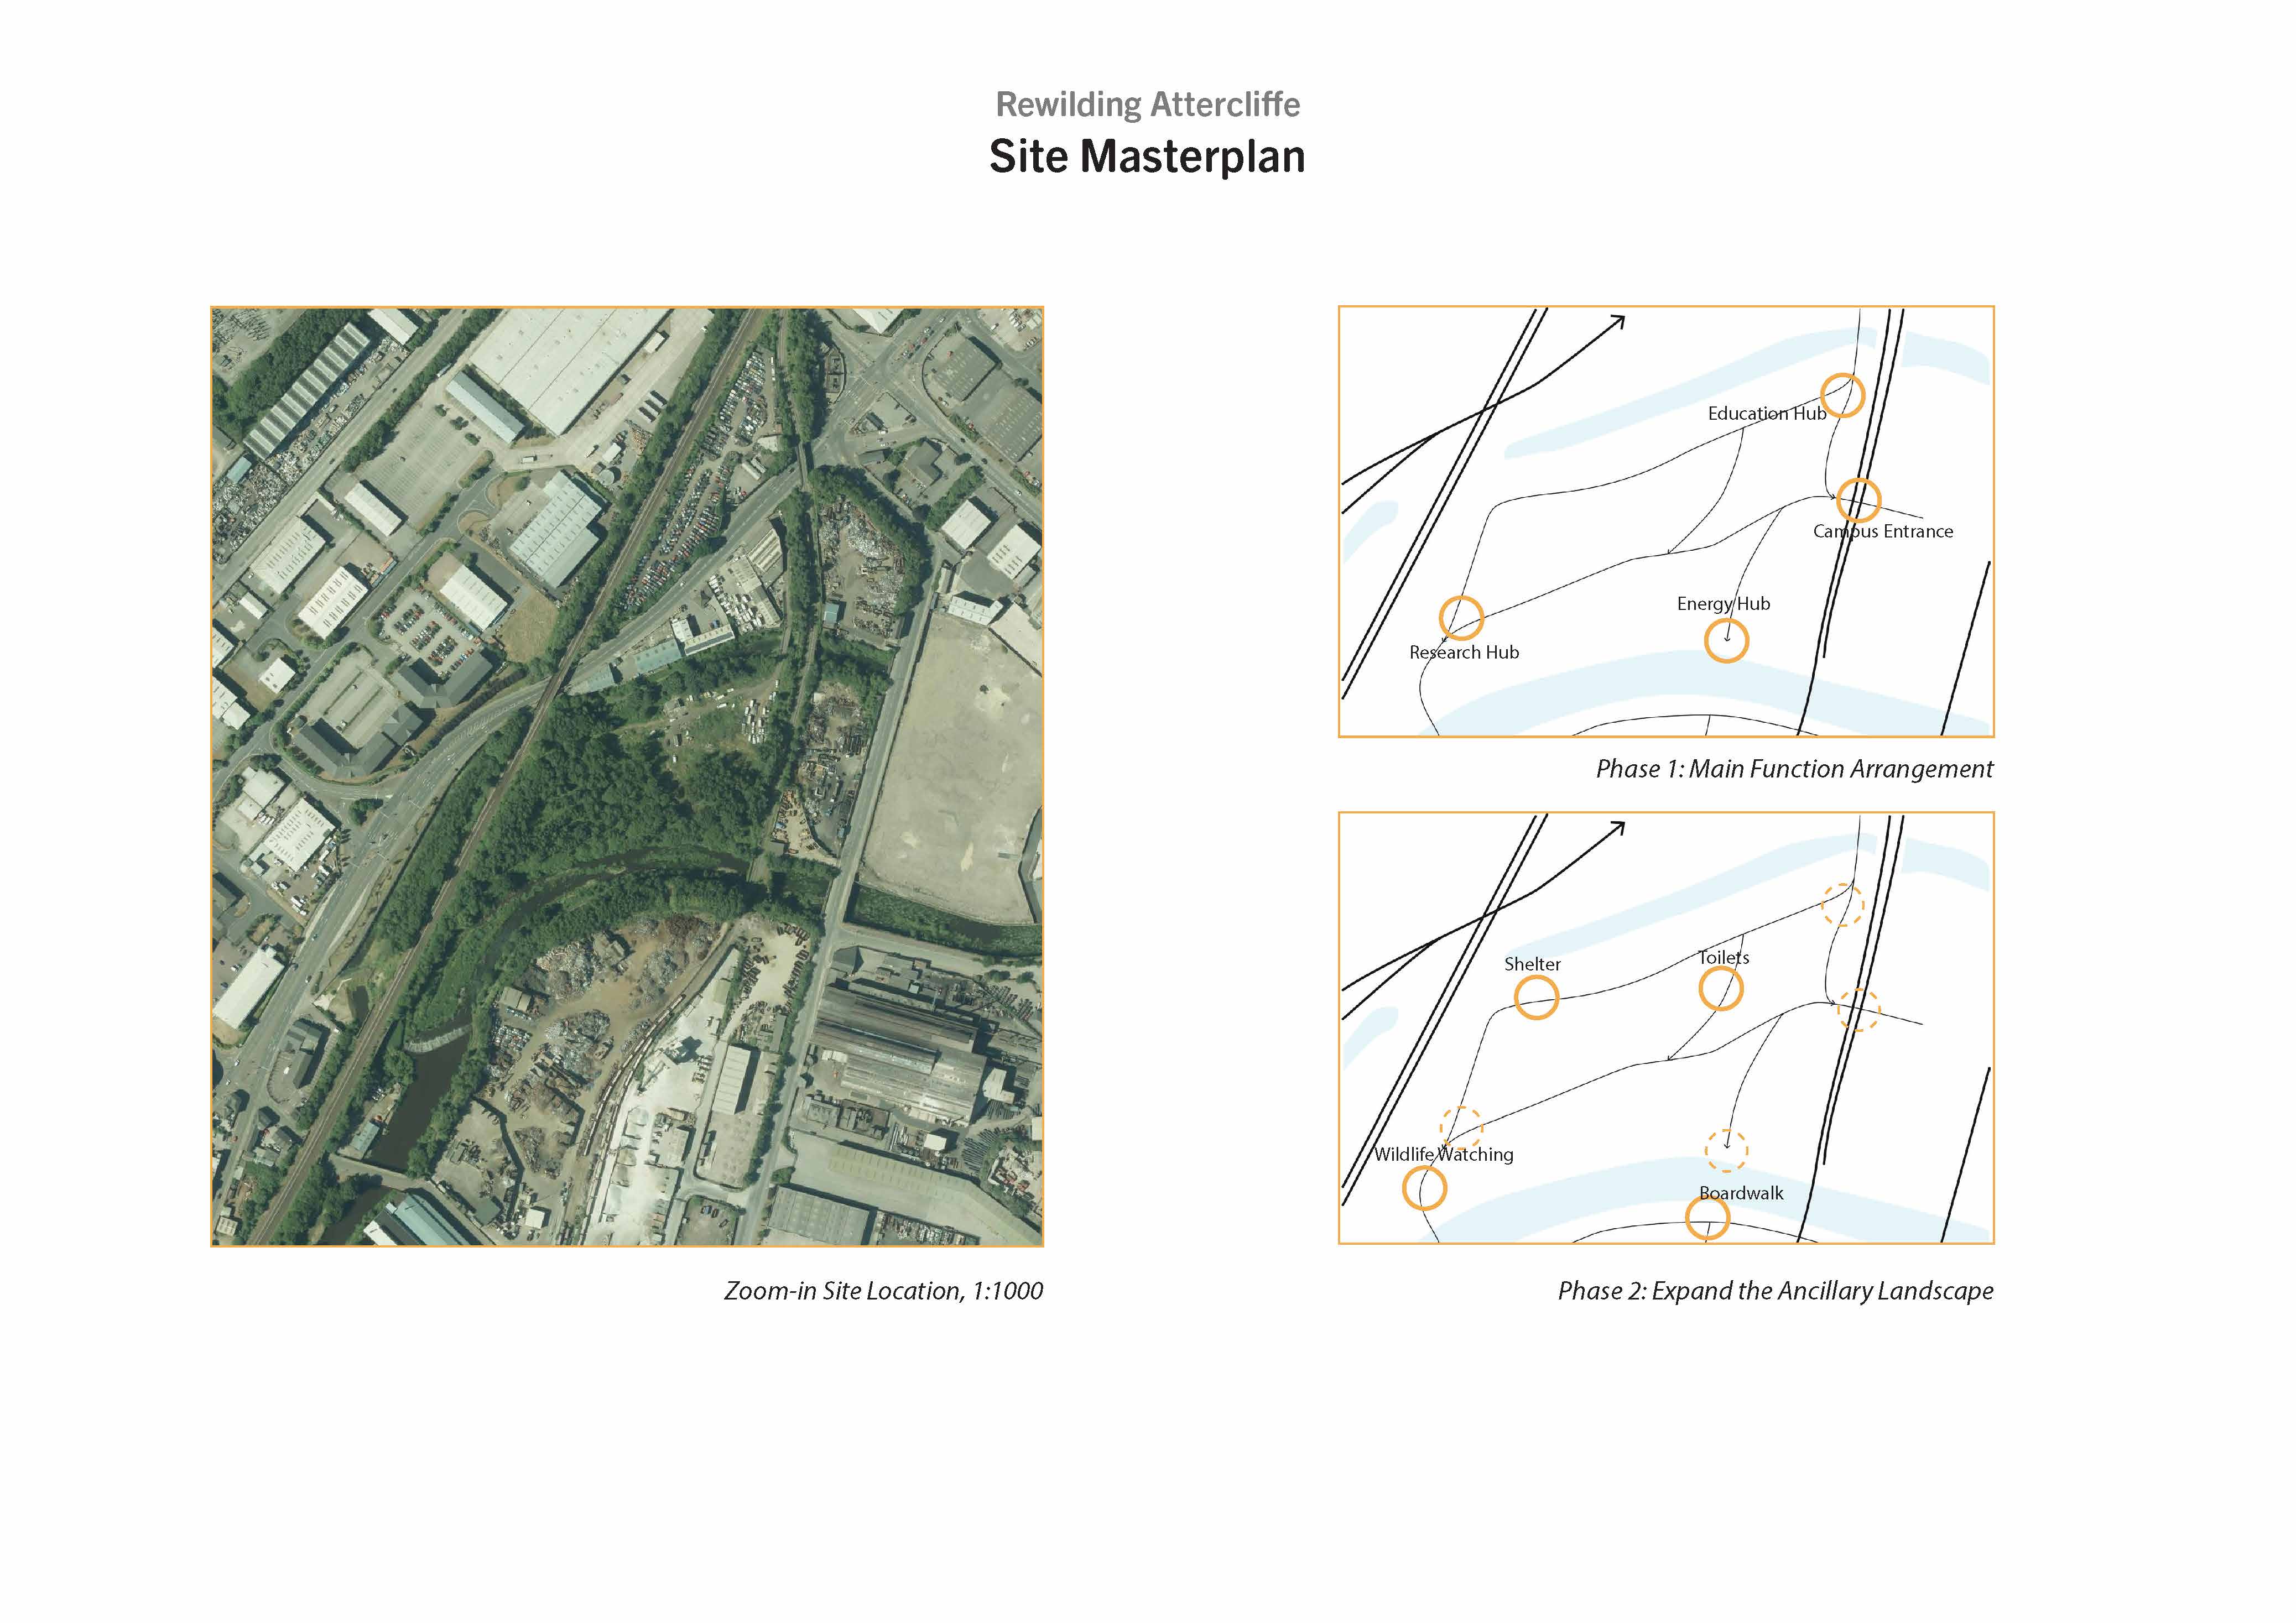 Rewilding Attercliffe
Site Masterplan
Education Hub
Campus Entrance
Energy Hub
Research Hub
Phase 1: Main Function Arrangement
Shelter
Toilets
Wildlife Watching
Boardwalk
Zoom-in Site Location, 1:1000
Phase 2: Expand the Ancillary Landscape